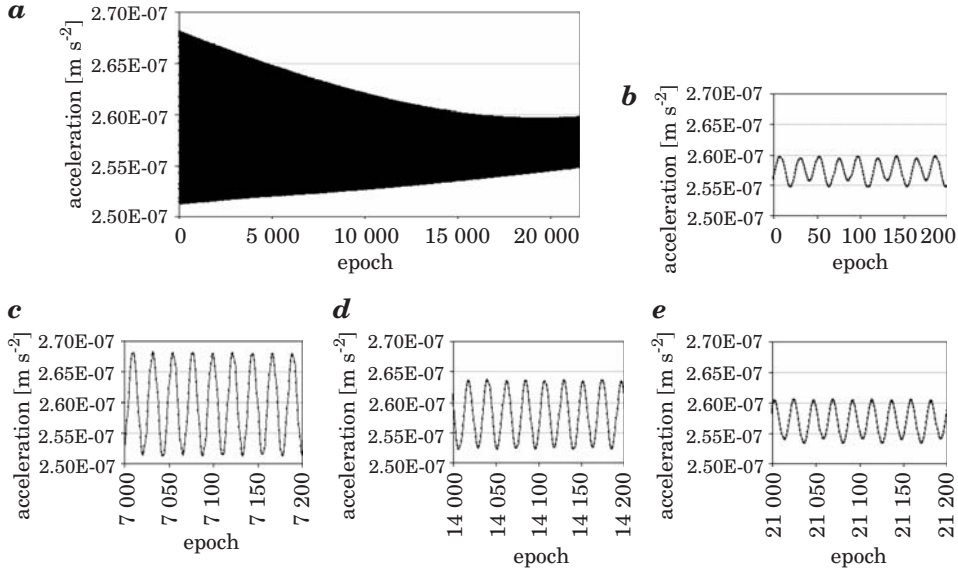 a
acceleration [m s-2]
2.70E-07
2.65E-07
2.60E-07
2.55E-07
2.50E-07
0 5 000 10 000 15 000 20 000
epoch
b
acceleration [m s-2]
2.70E-07
2.65E-07
2.60E-07
2.55E-07
2.50E-07
0 50 100 150 200
epoch
c
acceleration [m s-2]
2.70E-07
2.65E-07
2.60E-07
2.55E-07
2.50E-07
7 000
7 050
7 100
7 150
7 200
epoch
d
acceleration [m s-2]
2.70E-07
2.65E-07
2.60E-07
2.55E-07
2.50E-07
14 000
14 050
14 100
14 150
14 200
epoch
e
acceleration [m s-2]
2.70E-07
2.65E-07
2.60E-07
2.55E-07
2.50E-07
21 000
21 050
21 100
21 150
21 200
epoch